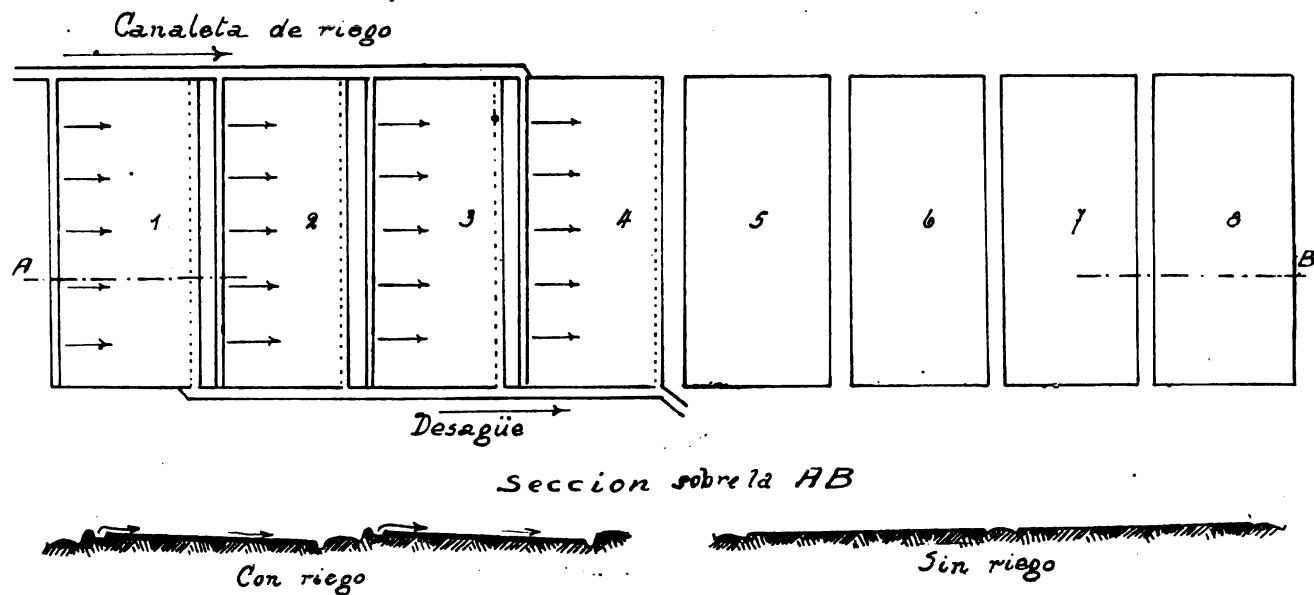 Canaleta de riego
1 2 3 4 5 6 7 8
A B
Desagüe
Seccion sobre la AB
Con riego Sin riego